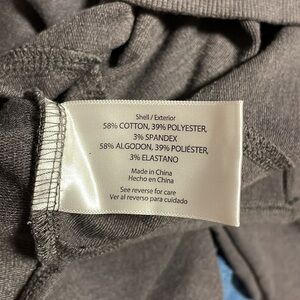 Shell / Exterior
58% COTTON, 39% POLYESTER,
3% SPANDEX
58% ALGODON, 39% POLIÉSTER,
3% ELASTANO
Made in China
Hecho en China
See reverse for care
Ver al reverso para cuidado